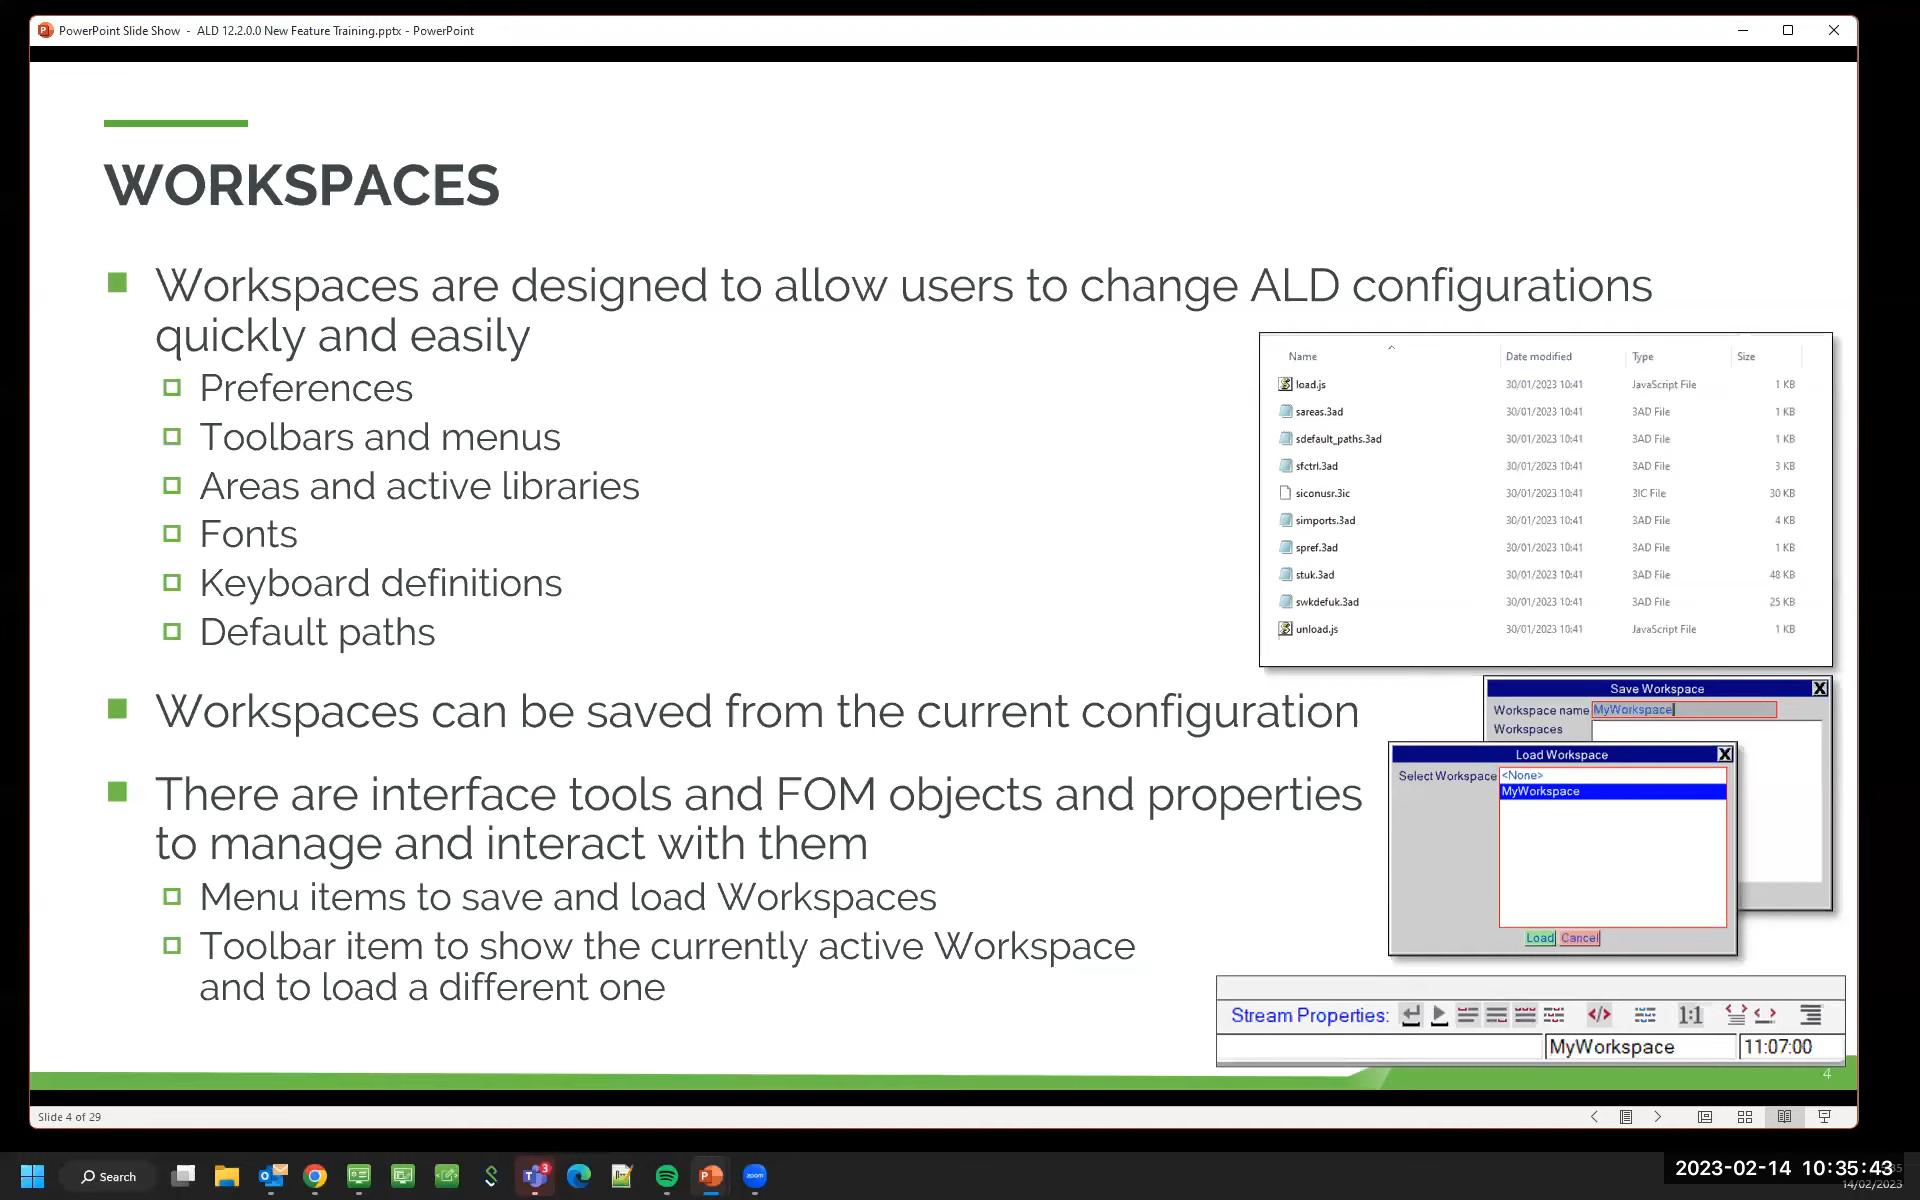 PowerPoint Slide Show - ALD 12.2.0.0 New Feature Training.pptx - PowerPoint
WORKSPACES
Workspaces are designed to allow users to change ALD configurations
quickly and easily
Preferences
Toolbars and menus
Areas and active libraries
Fonts
Keyboard definitions
Default paths
Name Date modified Type Size
load.js 30/01/2023 10:41 JavaScript File 1 KB
sareas.3ad 30/01/2023 10:41 3AD File 1 KB
sdefault_paths.3ad 30/01/2023 10:41 3AD File 1 KB
sfctrl.3ad 30/01/2023 10:41 3AD File 3 KB
siconusr.3ic 30/01/2023 10:41 3IC File 30 KB
simports.3ad 30/01/2023 10:41 3AD File 4 KB
spref.3ad 30/01/2023 10:41 3AD File 1 KB
stuk.3ad 30/01/2023 10:41 3AD File 48 KB
swkdefuk.3ad 30/01/2023 10:41 3AD File 25 KB
unload.js 30/01/2023 10:41 JavaScript File 1 KB
Workspaces can be saved from the current configuration
Save Workspace
Workspace name MyWorkspace
Workspaces
Load Workspace
Select Workspace <None>
MyWorkspace
Load Cancel
There are interface tools and FOM objects and properties
to manage and interact with them
Menu items to save and load Workspaces
Toolbar item to show the currently active Workspace
and to load a different one
Stream Properties: </> 1:1
MyWorkspace 11:07:00
4
Slide 4 of 29
Search
3
zoom
2023-02-14 10:35:43
14/02/2023